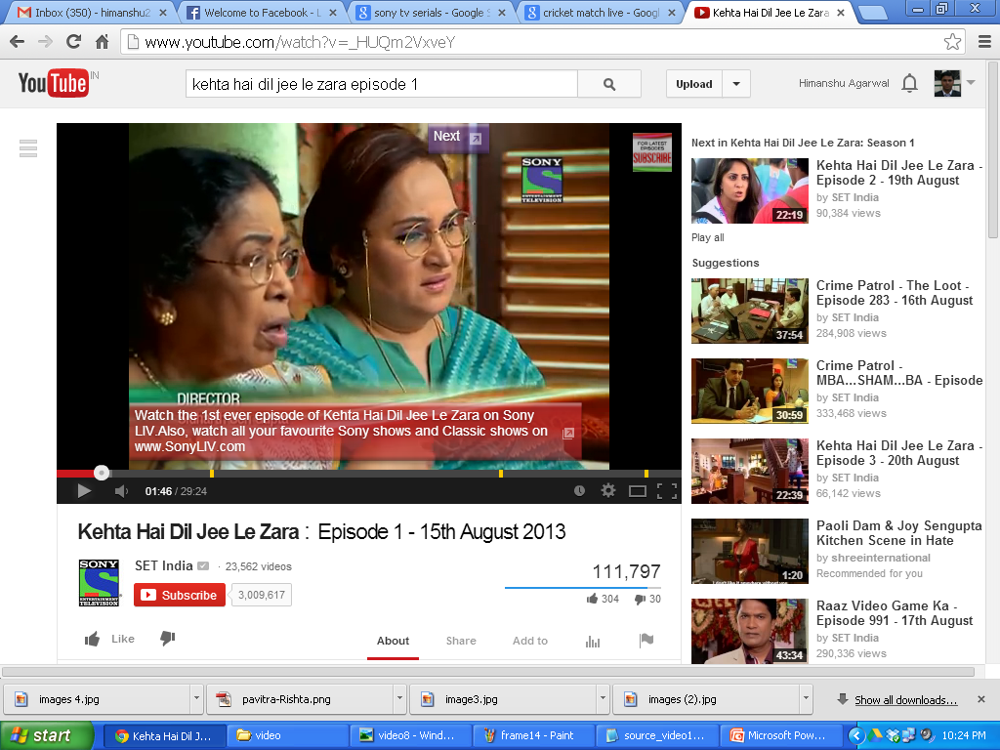 Inbox (350) - himanshu2
Welcome to Facebook - L
sony tv serials - Google S
cricket match live - Googl
Kehta Hai Dil Jee Le Zara
www.youtube.com/watch?v=_HUQm2VxveY
YouTube IN
kehta hai dil jee le zara episode 1
Upload
Himanshu Agarwal
Next
FOR LATEST EPISODES
SUBSCRIBE
SONY
ENTERTAINMENT
TELEVISION
DIRECTOR
Watch the 1st ever episode of Kehta Hai Dil Jee Le Zara on Sony
LIV.Also, watch all your favourite Sony shows and Classic shows on
www.SonyLIV.com
01:46 / 29:24
Kehta Hai Dil Jee Le Zara : Episode 1 - 15th August 2013
SONY
ENTERTAINMENT
TELEVISION
SET India · 23,562 videos
Subscribe 3,009,617
111,797
304 30
Like
About
Share
Add to
Next in Kehta Hai Dil Jee Le Zara: Season 1
22:19
Kehta Hai Dil Jee Le Zara -
Episode 2 - 19th August
by SET India
90,384 views
Play all
Suggestions
37:54
Crime Patrol - The Loot -
Episode 283 - 16th August
by SET India
284,908 views
30:59
Crime Patrol -
MBA...SHAM...BA - Episode
by SET India
333,468 views
22:39
Kehta Hai Dil Jee Le Zara -
Episode 3 - 20th August
by SET India
66,142 views
1:20
Paoli Dam & Joy Sengupta
Kitchen Scene in Hate
by shreeinternational
Recommended for you
43:34
Raaz Video Game Ka -
Episode 991 - 17th August
by SET India
290,336 views
images 4.jpg
pavitra-Rishta.png
image3.jpg
images (2).jpg
Show all downloads...
start
Kehta Hai Dil J...
video
video8 - Wind...
frame14 - Paint
source_video1...
Microsoft Pow...
10:24 PM